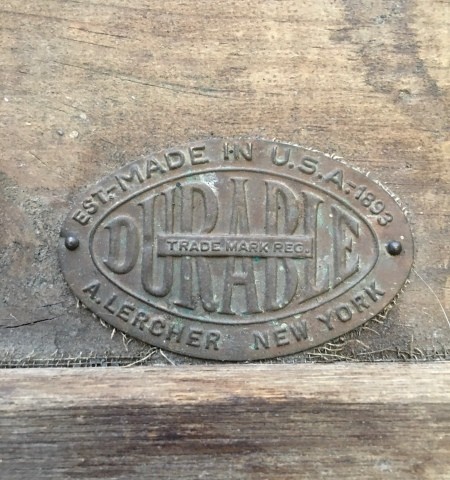 EST.-MADE IN U.S.A.-1893
DURABLE
TRADE MARK REG.
A. LERCHER NEW YORK